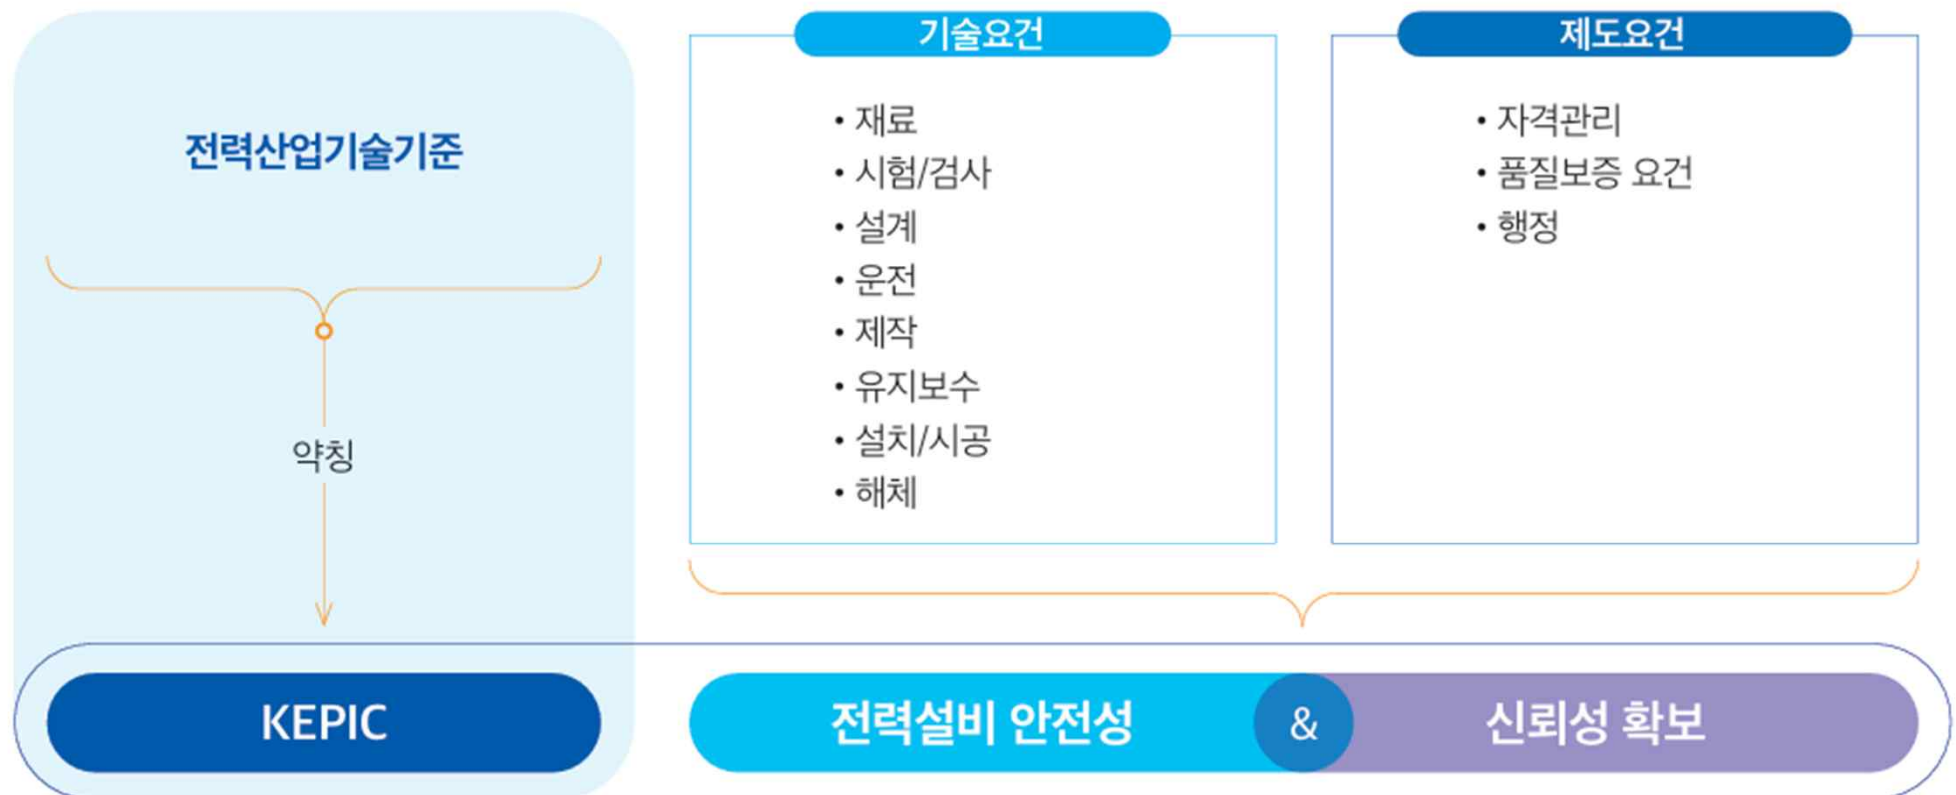 전력산업기술기준
약칭
KEPIC
기술요건
• 재료
• 시험/검사
• 설계
• 운전
• 제작
• 유지보수
• 설치/시공
• 해체
제도요건
• 자격관리
• 품질보증 요건
• 행정
전력설비 안전성 & 신뢰성 확보